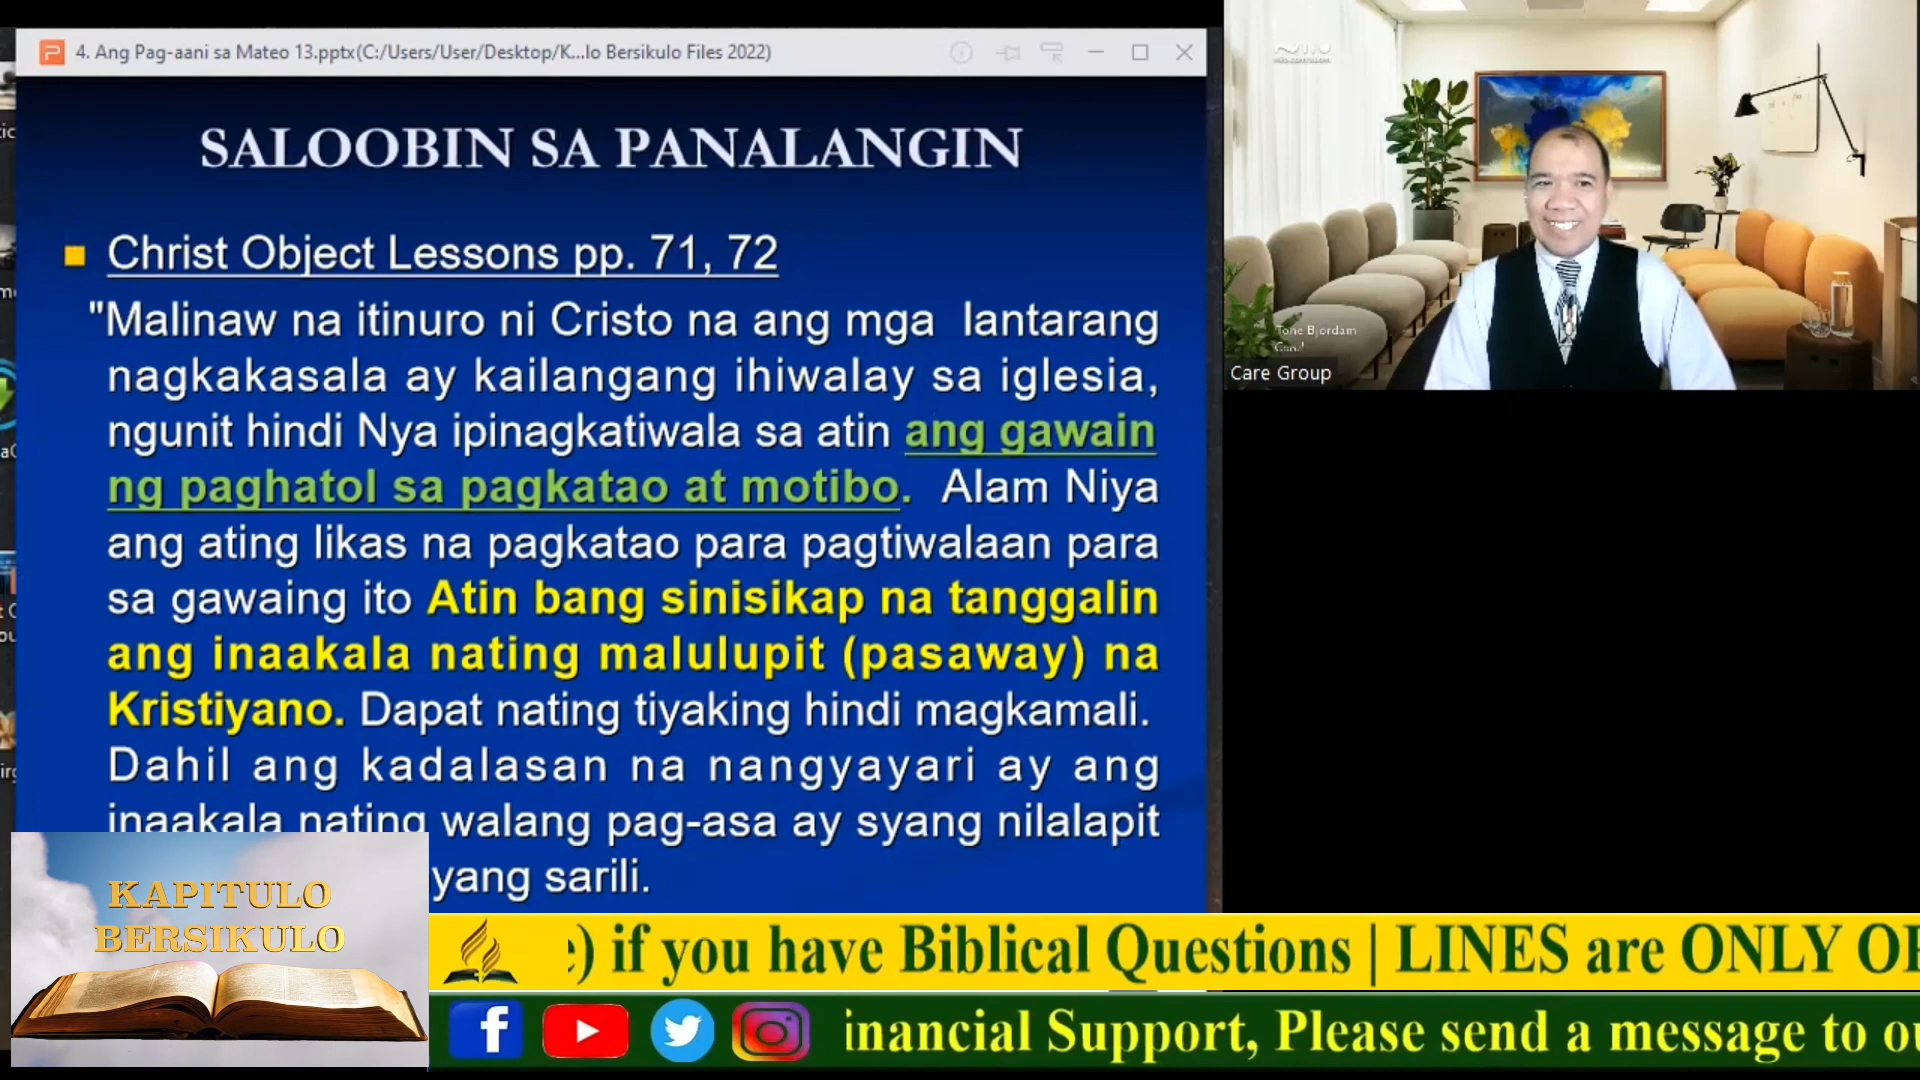 4. Ang Pag-aani sa Mateo 13.pptx(C:/Users/User/Desktop/K...lo Bersikulo Files 2022)
SALOOBIN SA PANALANGIN
Christ Object Lessons pp. 71, 72
"Malinaw na itinuro ni Cristo na ang mga lantarang
nagkakasala ay kailangang ihiwalay sa iglesia,
ngunit hindi Nya ipinagkatiwala sa atin ang gawain
ng paghatol sa pagkatao at motibo. Alam Niya
ang ating likas na pagkatao para pagtiwalaan para
sa gawaing ito Atin bang sinisikap na tanggalin
ang inaakala nating malulupit (pasaway) na
Kristiyano. Dapat nating tiyaking hindi magkamali.
Dahil ang kadalasan na nangyayari ay ang
inaakala nating walang pag-asa ay syang nilalapit
yang sarili.
Tone Bjordam
Care Group
KAPITULO
BERSIKULO
if you have Biblical Questions | LINES are ONLY
inancial Support, Please send a message to